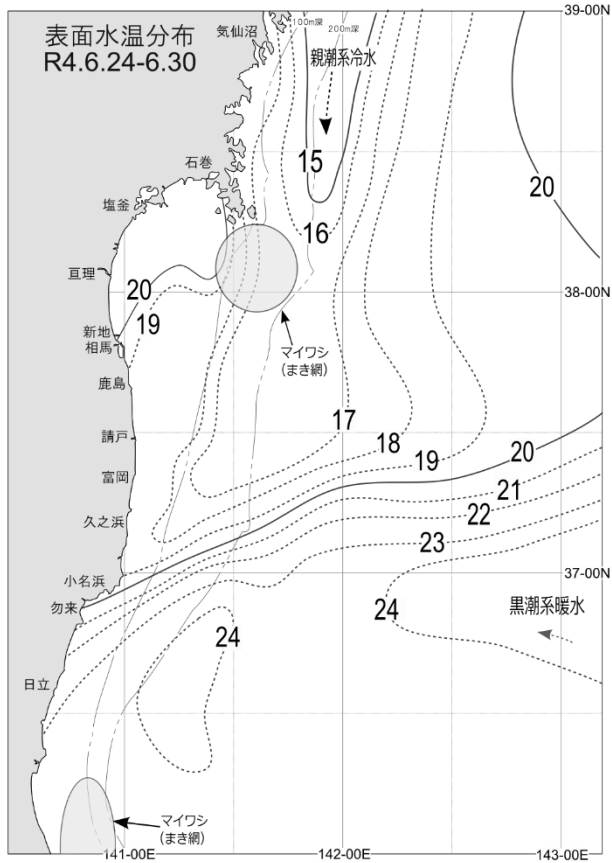 表面水温分布
R4.6.24-6.30
39-00N
気仙沼
100m深
200m深
親潮系冷水
15
20
石巻
塩釜
16
亘理
20
38-00N
19
新地
相馬
マイワシ
(まき網)
鹿島
17
請戸
18
20
19
富岡
21
久之浜
22
23
小名浜
37-00N
勿来
24
黒潮系暖水
24
日立
マイワシ
(まき網)
141-00E
142-00E
143-00E